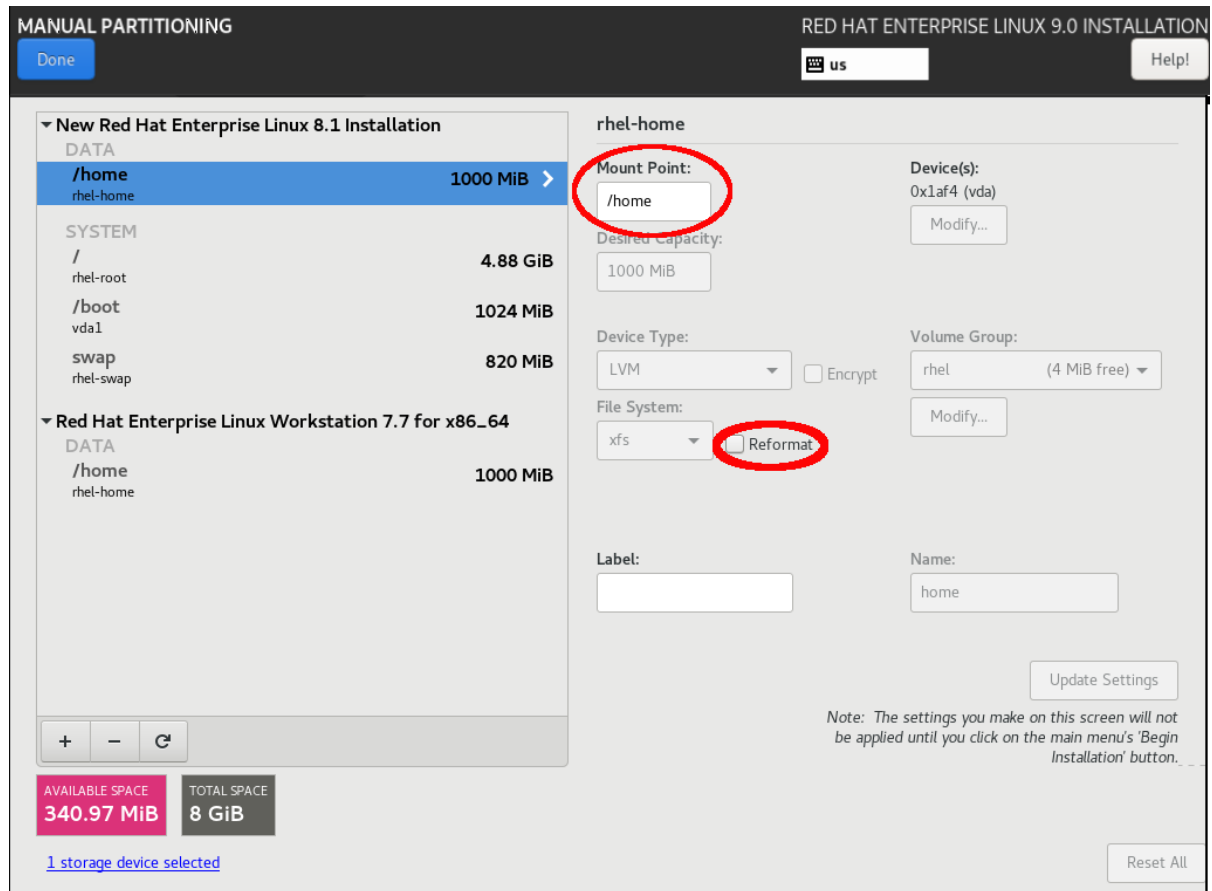 MANUAL PARTITIONING
RED HAT ENTERPRISE LINUX 9.0 INSTALLATION
Done
us
Help!
New Red Hat Enterprise Linux 8.1 Installation
DATA
/home
1000 MiB
rhel-home
SYSTEM
/
4.88 GiB
rhel-root
/boot
1024 MiB
vda1
swap
820 MiB
rhel-swap
Red Hat Enterprise Linux Workstation 7.7 for x86_64
DATA
/home
1000 MiB
rhel-home
+ −
AVAILABLE SPACE
340.97 MiB
TOTAL SPACE
8 GiB
1 storage device selected
rhel-home
Mount Point:
/home
Device(s):
0x1af4 (vda)
Modify...
Desired Capacity:
1000 MiB
Device Type:
LVM
Encrypt
Volume Group:
rhel (4 MiB free)
Modify...
File System:
xfs
Reformat
Label:
Name:
home
Update Settings
Note: The settings you make on this screen will not
be applied until you click on the main menu's 'Begin
Installation' button.
Reset All